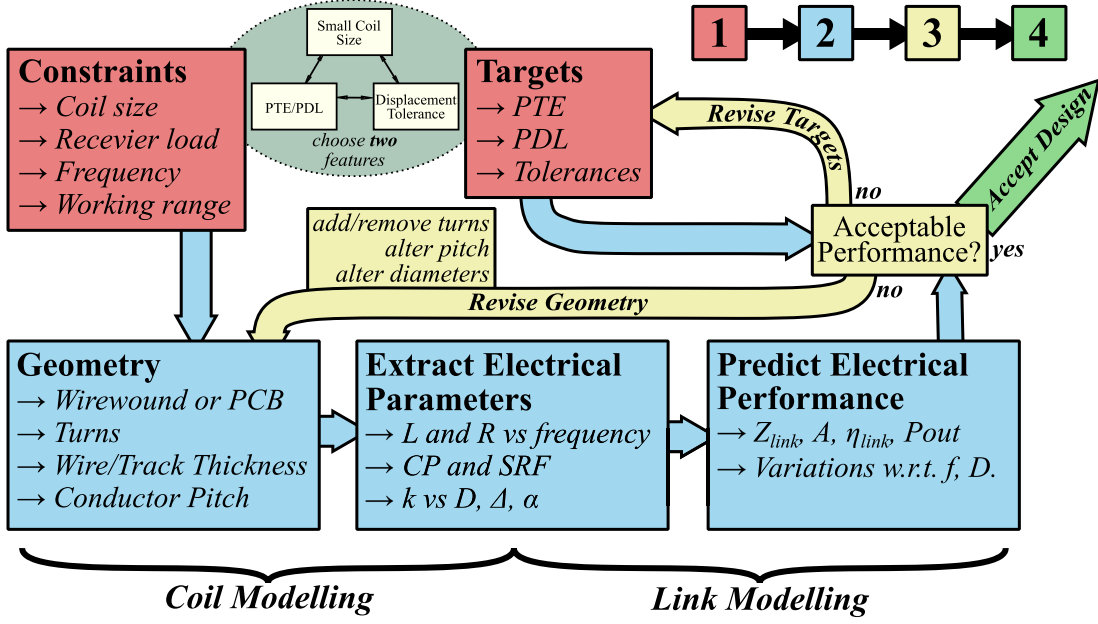 Constraints
→ Coil size
→ Recevier load
→ Frequency
→ Working range
Small Coil
Size
PTE/PDL
Displacement
Tolerance
choose two
features
Targets
→ PTE
→ PDL
→ Tolerances
1
2
3
4
Revise Targets
no
Accept Design
Acceptable
Performance?
yes
no
add/remove turns
alter pitch
alter diameters
Revise Geometry
Geometry
→ Wirewound or PCB
→ Turns
→ Wire/Track Thickness
→ Conductor Pitch
Extract Electrical
Parameters
→ L and R vs frequency
→ CP and SRF
→ k vs D, Δ, α
Predict Electrical
Performance
→ Zlink, A, ηlink, Pout
→ Variations w.r.t. f, D.
Coil Modelling
Link Modelling